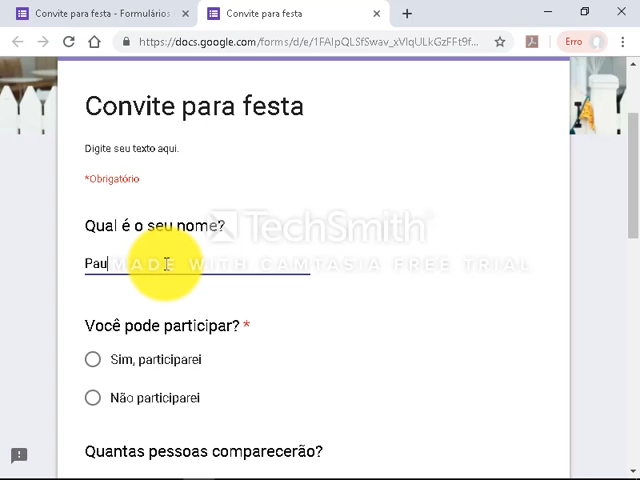 Convite para festa - Formulários
Convite para festa
https://docs.google.com/forms/d/e/1FAIpQLSfSwav_xVlqULkGzFFt9f...
Erro
Convite para festa
Digite seu texto aqui.
*Obrigatório
Qual é o seu nome?
TechSmith®
Pau
MADE WITH CAMTASIA FREE TRIAL
Você pode participar? *
Sim, participarei
Não participarei
Quantas pessoas comparecerão?